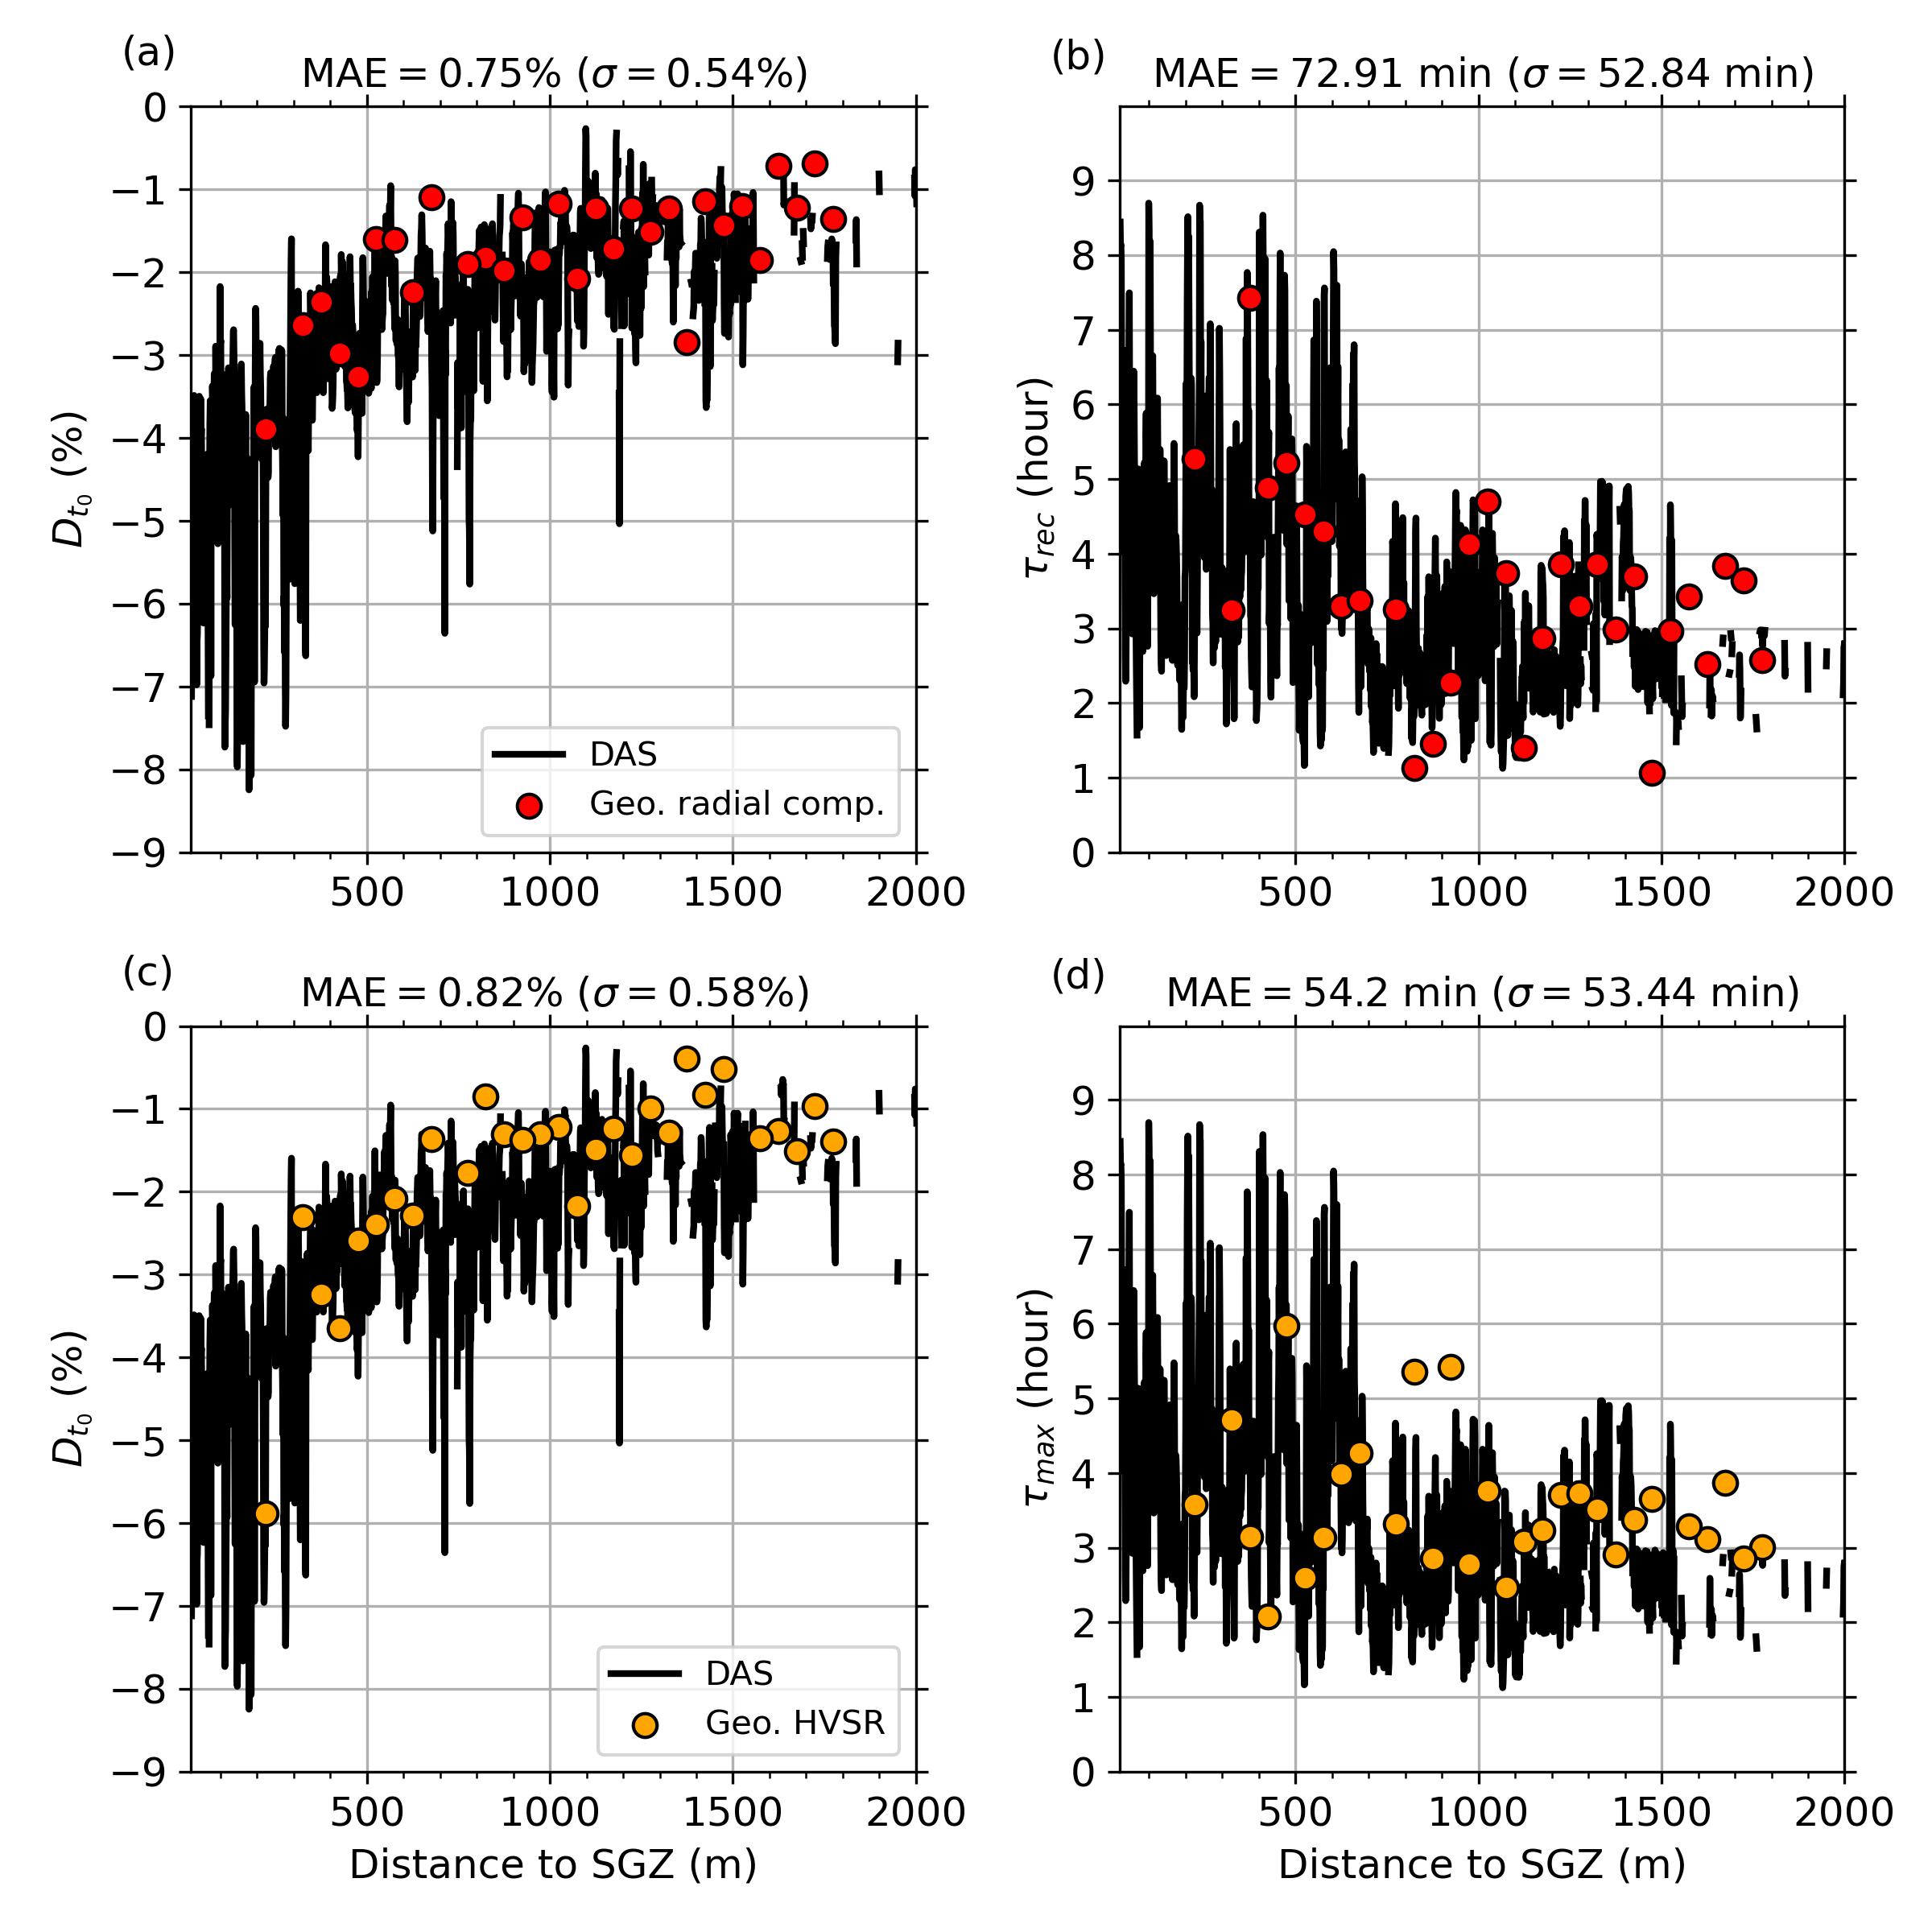 (a)
MAE = 0.75% (σ = 0.54%)
0
−1
−2
−3
−4
−5
−6
−7
−8
−9
D_{t_0} (%)
500 1000 1500 2000
DAS
Geo. radial comp.
(b)
MAE = 72.91 min (σ = 52.84 min)
9
8
7
6
5
4
3
2
1
0
τ_{rec} (hour)
500 1000 1500 2000
(c)
MAE = 0.82% (σ = 0.58%)
0
−1
−2
−3
−4
−5
−6
−7
−8
−9
D_{t_0} (%)
500 1000 1500 2000
Distance to SGZ (m)
DAS
Geo. HVSR
(d)
MAE = 54.2 min (σ = 53.44 min)
9
8
7
6
5
4
3
2
1
0
τ_{max} (hour)
500 1000 1500 2000
Distance to SGZ (m)